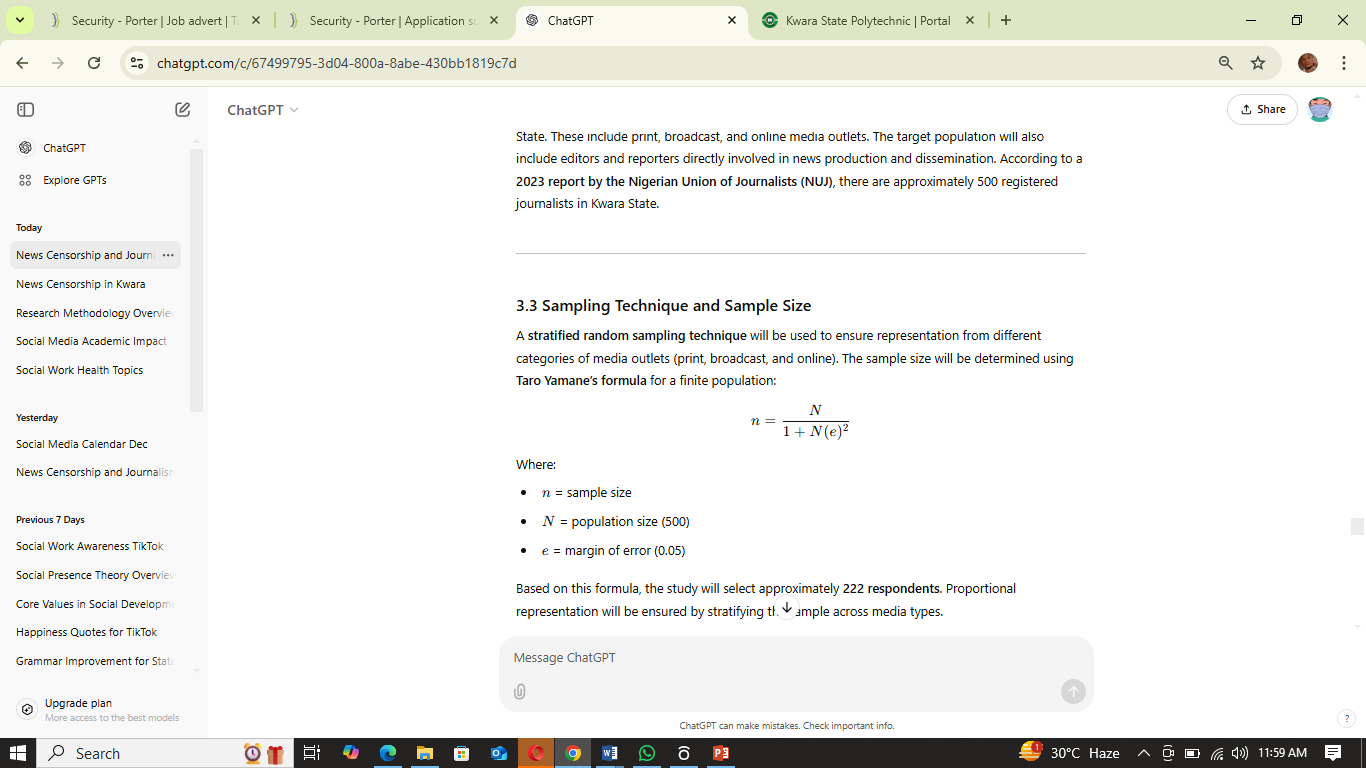 Security - Porter | Job advert | T
Security - Porter | Application su
ChatGPT
Kwara State Polytechnic | Portal
chatgpt.com/c/67499795-3d04-800a-8abe-430bb1819c7d
ChatGPT
Explore GPTs
Today
News Censorship and Journ
News Censorship in Kwara
Research Methodology Overvie
Social Media Academic Impact
Social Work Health Topics
Yesterday
Social Media Calendar Dec
News Censorship and Journalism
Previous 7 Days
Social Work Awareness TikTok
Social Presence Theory Overview
Core Values in Social Developm
Happiness Quotes for TikTok
Grammar Improvement for State
Upgrade plan
More access to the best models
ChatGPT
Share
State. These include print, broadcast, and online media outlets. The target population will also
include editors and reporters directly involved in news production and dissemination. According to a
2023 report by the Nigerian Union of Journalists (NUJ), there are approximately 500 registered
journalists in Kwara State.
3.3 Sampling Technique and Sample Size
A stratified random sampling technique will be used to ensure representation from different
categories of media outlets (print, broadcast, and online). The sample size will be determined using
Taro Yamane's formula for a finite population:
n = N / 1 + N(e)²
Where:
• n = sample size
• N = population size (500)
• e = margin of error (0.05)
Based on this formula, the study will select approximately 222 respondents. Proportional
representation will be ensured by stratifying th ample across media types.
Message ChatGPT
ChatGPT can make mistakes. Check important info.
?
Search
1
30°C Haze
11:59 AM